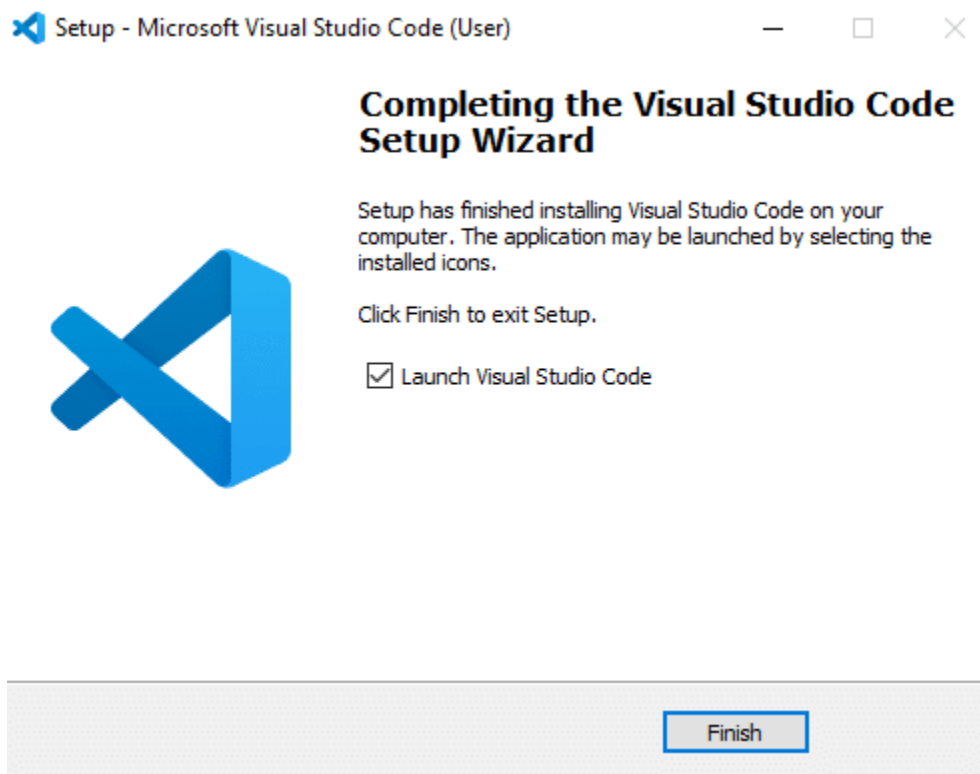 Setup - Microsoft Visual Studio Code (User)
Completing the Visual Studio Code
Setup Wizard
Setup has finished installing Visual Studio Code on your
computer. The application may be launched by selecting the
installed icons.
Click Finish to exit Setup.
Launch Visual Studio Code
Finish